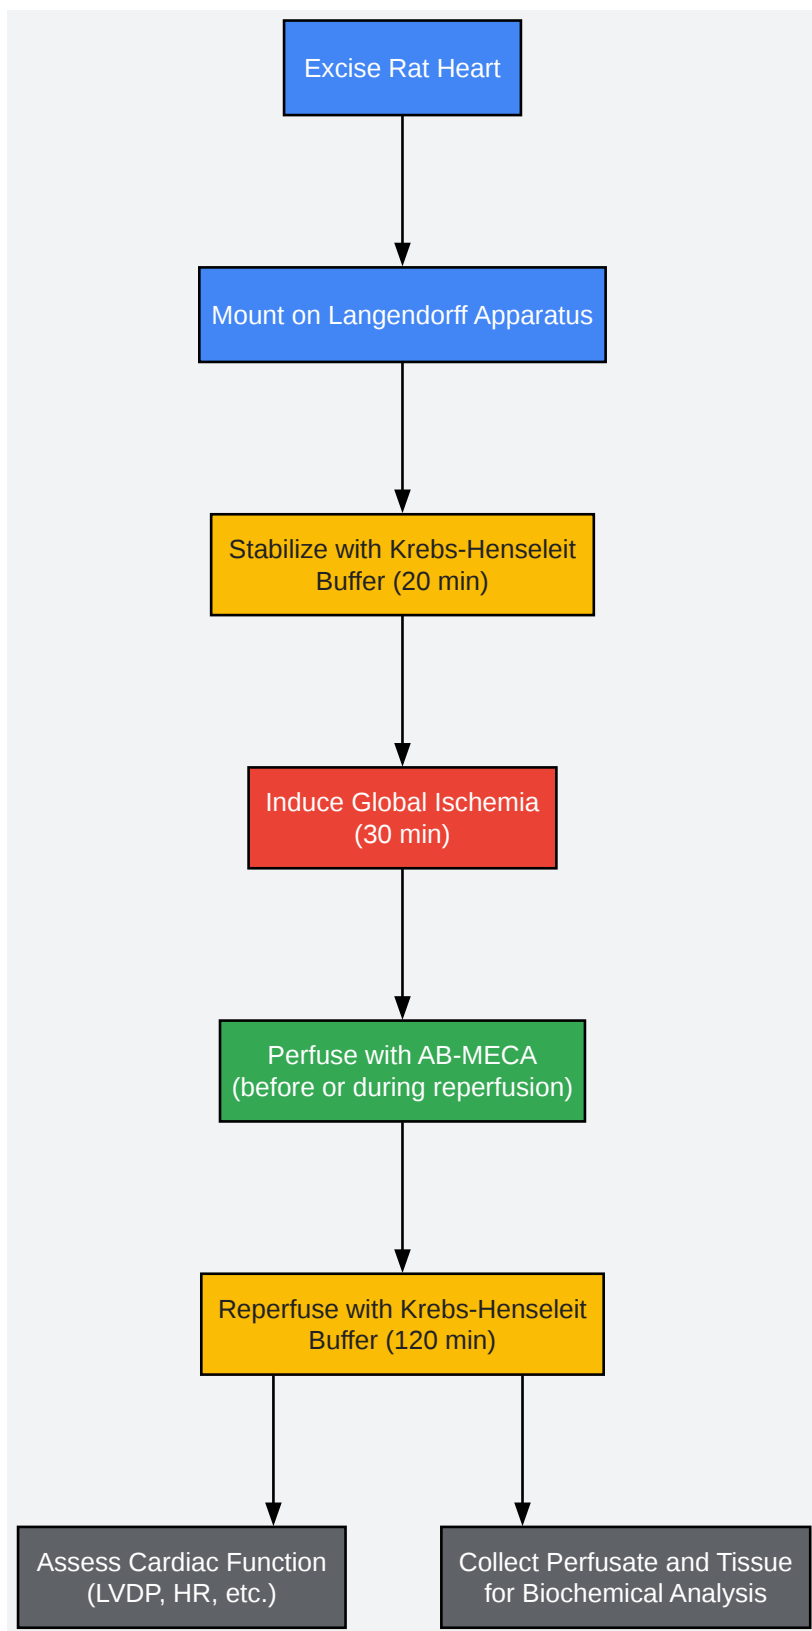 Excise Rat Heart
Mount on Langendorff Apparatus
Stabilize with Krebs-Henseleit
Buffer (20 min)
Induce Global Ischemia
(30 min)
Perfuse with AB-MECA
(before or during reperfusion)
Reperfuse with Krebs-Henseleit
Buffer (120 min)
Assess Cardiac Function
(LVDP, HR, etc.)
Collect Perfusate and Tissue
for Biochemical Analysis